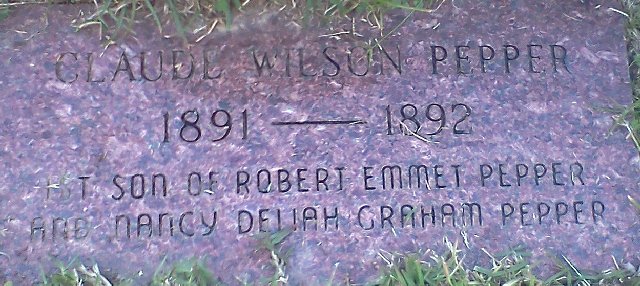 CLAUDE WILSON PEPPER
1891 — 1892
1ST SON OF ROBERT EMMET PEPPER
AND NANCY DELIAH GRAHAM PEPPER